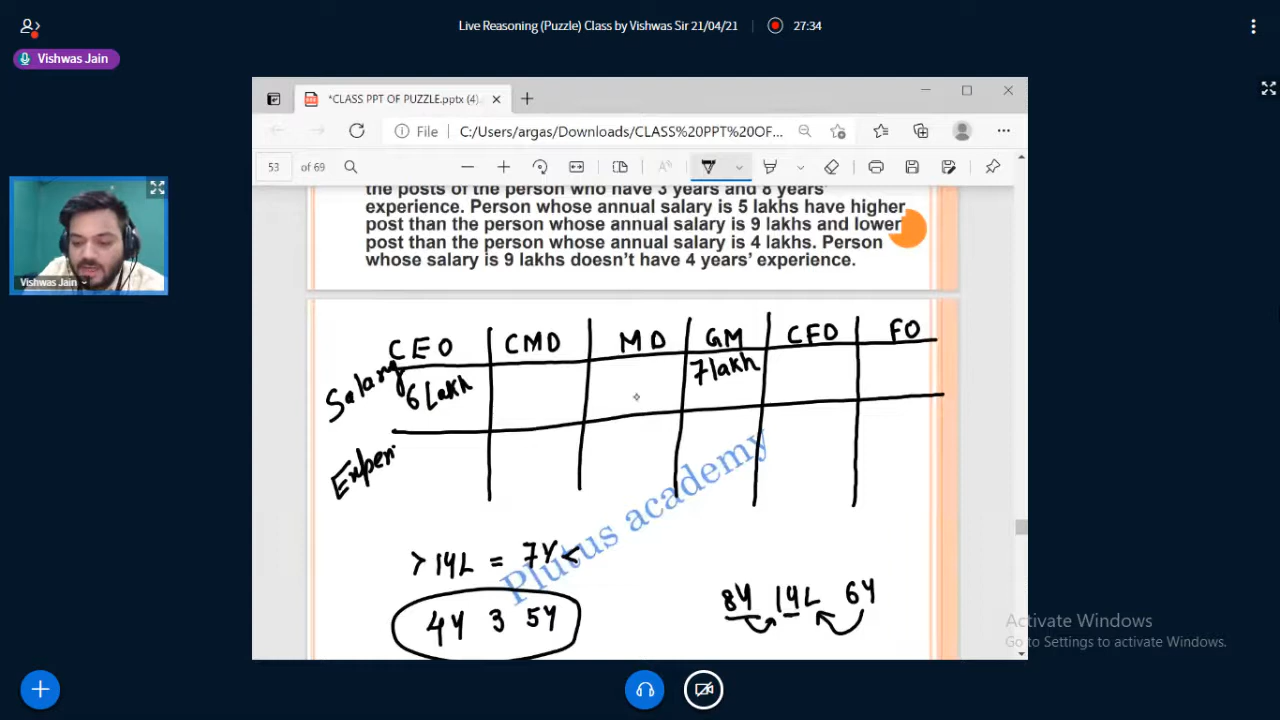 Live Reasoning (Puzzle) Class by Vishwas Sir 21/04/21
27:34
Vishwas Jain
*CLASS PPT OF PUZZLE.pptx (4).
File
C:/Users/argas/Downloads/CLASS%20PPT%20OF...
53 of 69
the posts of the person who have 3 years and 8 years'
experience. Person whose annual salary is 5 lakhs have higher
post than the person whose annual salary is 9 lakhs and lower
post than the person whose annual salary is 4 lakhs. Person
whose salary is 9 lakhs doesn't have 4 years' experience.
Vishwas Jain
CEO CMD MD GM CFO FO
Salary 6 Lakh 7 lakh
Experi
Plutus academy
> 14L = 7Y <
4Y 3 5Y
8Y 14L 6Y
Activate Windows
Go to Settings to activate Windows.